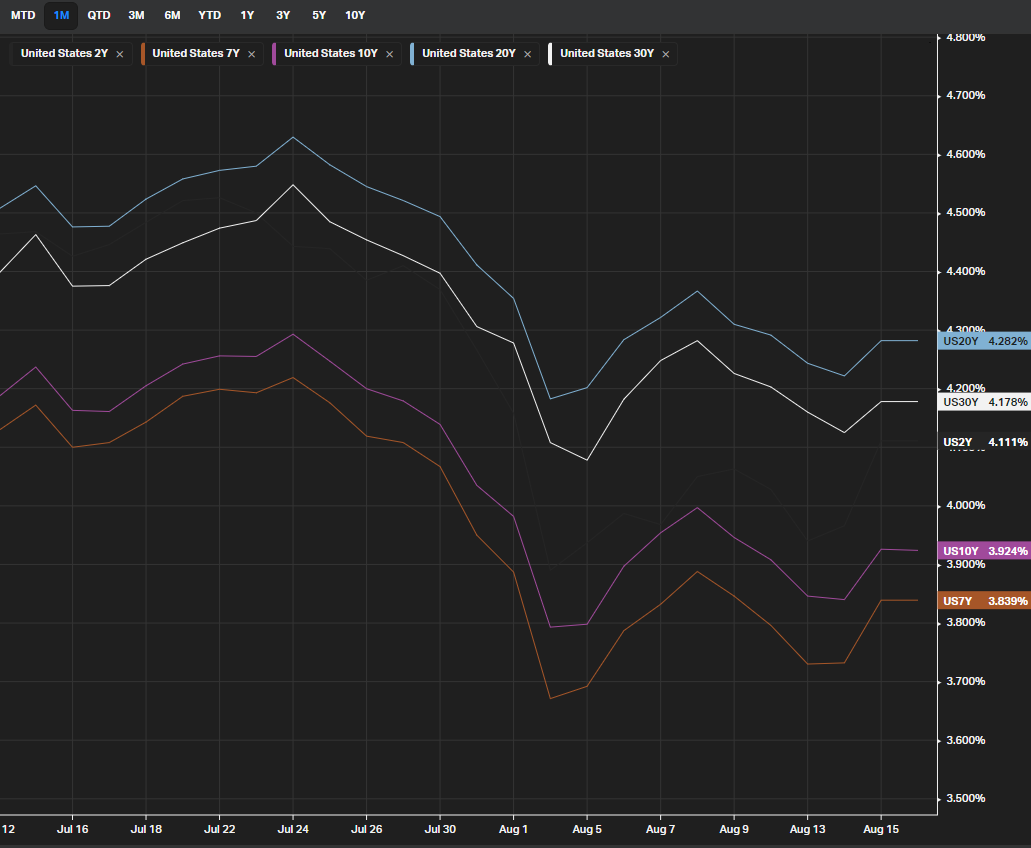 MTD 1M QTD 3M 6M YTD 1Y 3Y 5Y 10Y
United States 2Y × United States 7Y × United States 10Y × United States 20Y × United States 30Y ×
4.800%
4.700%
4.600%
4.500%
4.400%
4.300%
US20Y 4.282%
4.200%
US30Y 4.178%
US2Y 4.111%
4.000%
US10Y 3.924%
3.900%
US7Y 3.839%
3.800%
3.700%
3.600%
3.500%
12 Jul 16 Jul 18 Jul 22 Jul 24 Jul 26 Jul 30 Aug 1 Aug 5 Aug 7 Aug 9 Aug 13 Aug 15